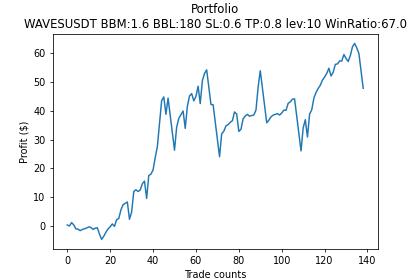 Portfolio
WAVESUSDT BBM:1.6 BBL:180 SL:0.6 TP:0.8 lev:10 WinRatio:67.0
Profit ($)
60
50
40
30
20
10
0
0 20 40 60 80 100 120 140
Trade counts